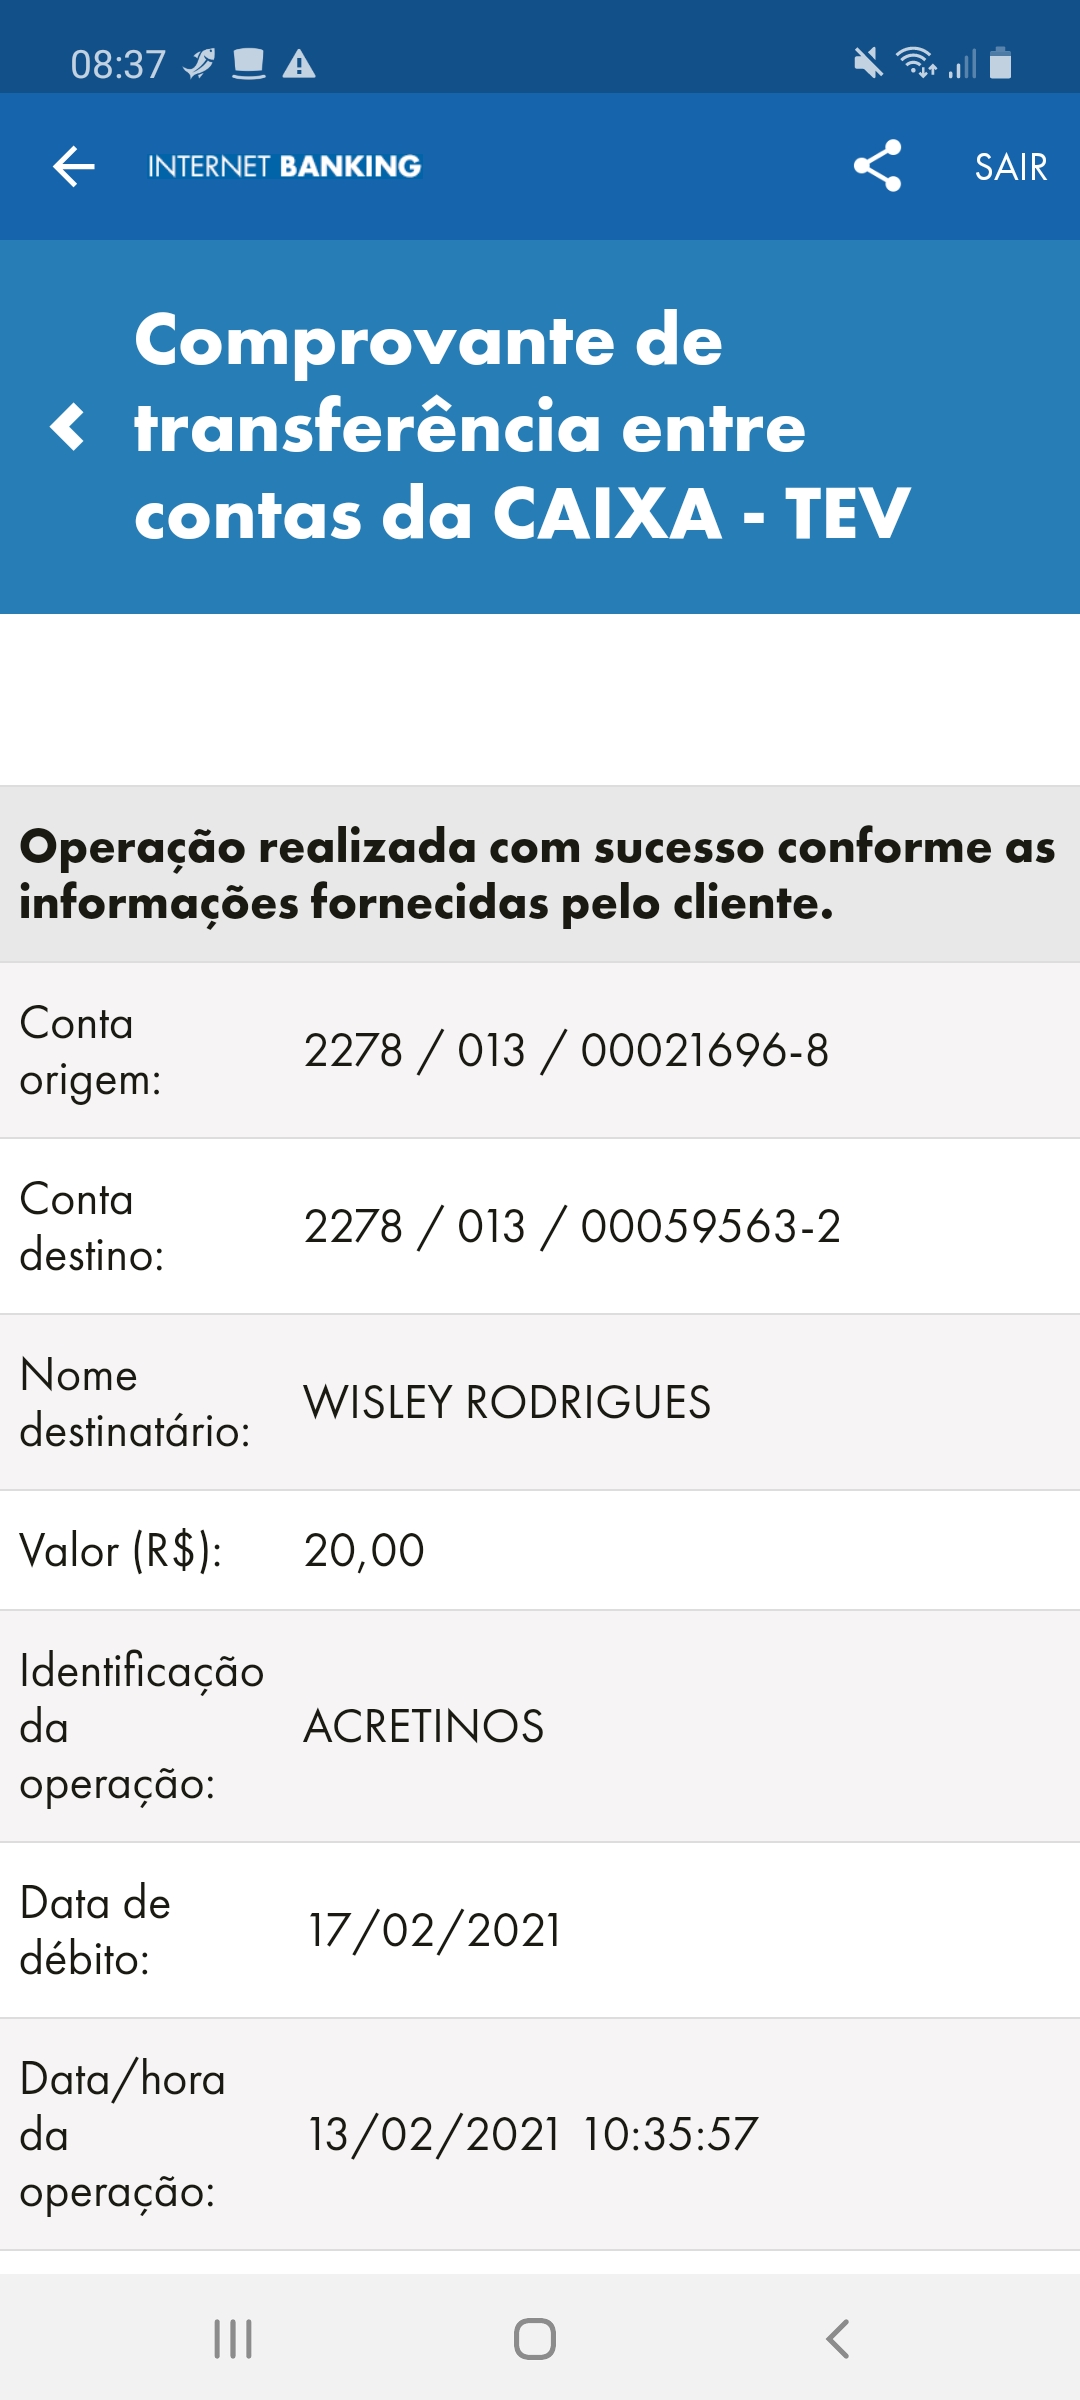 08:37
INTERNET BANKING
SAIR
Comprovante de
transferência entre
contas da CAIXA - TEV
Operação realizada com sucesso conforme as
informações fornecidas pelo cliente.
Conta
origem:
2278 / 013 / 00021696-8
Conta
destino:
2278 / 013 / 00059563-2
Nome
destinatário:
WISLEY RODRIGUES
Valor (R$):
20,00
Identificação
da
operação:
ACRETINOS
Data de
débito:
17/02/2021
Data/hora
da
operação:
13/02/2021 10:35:57